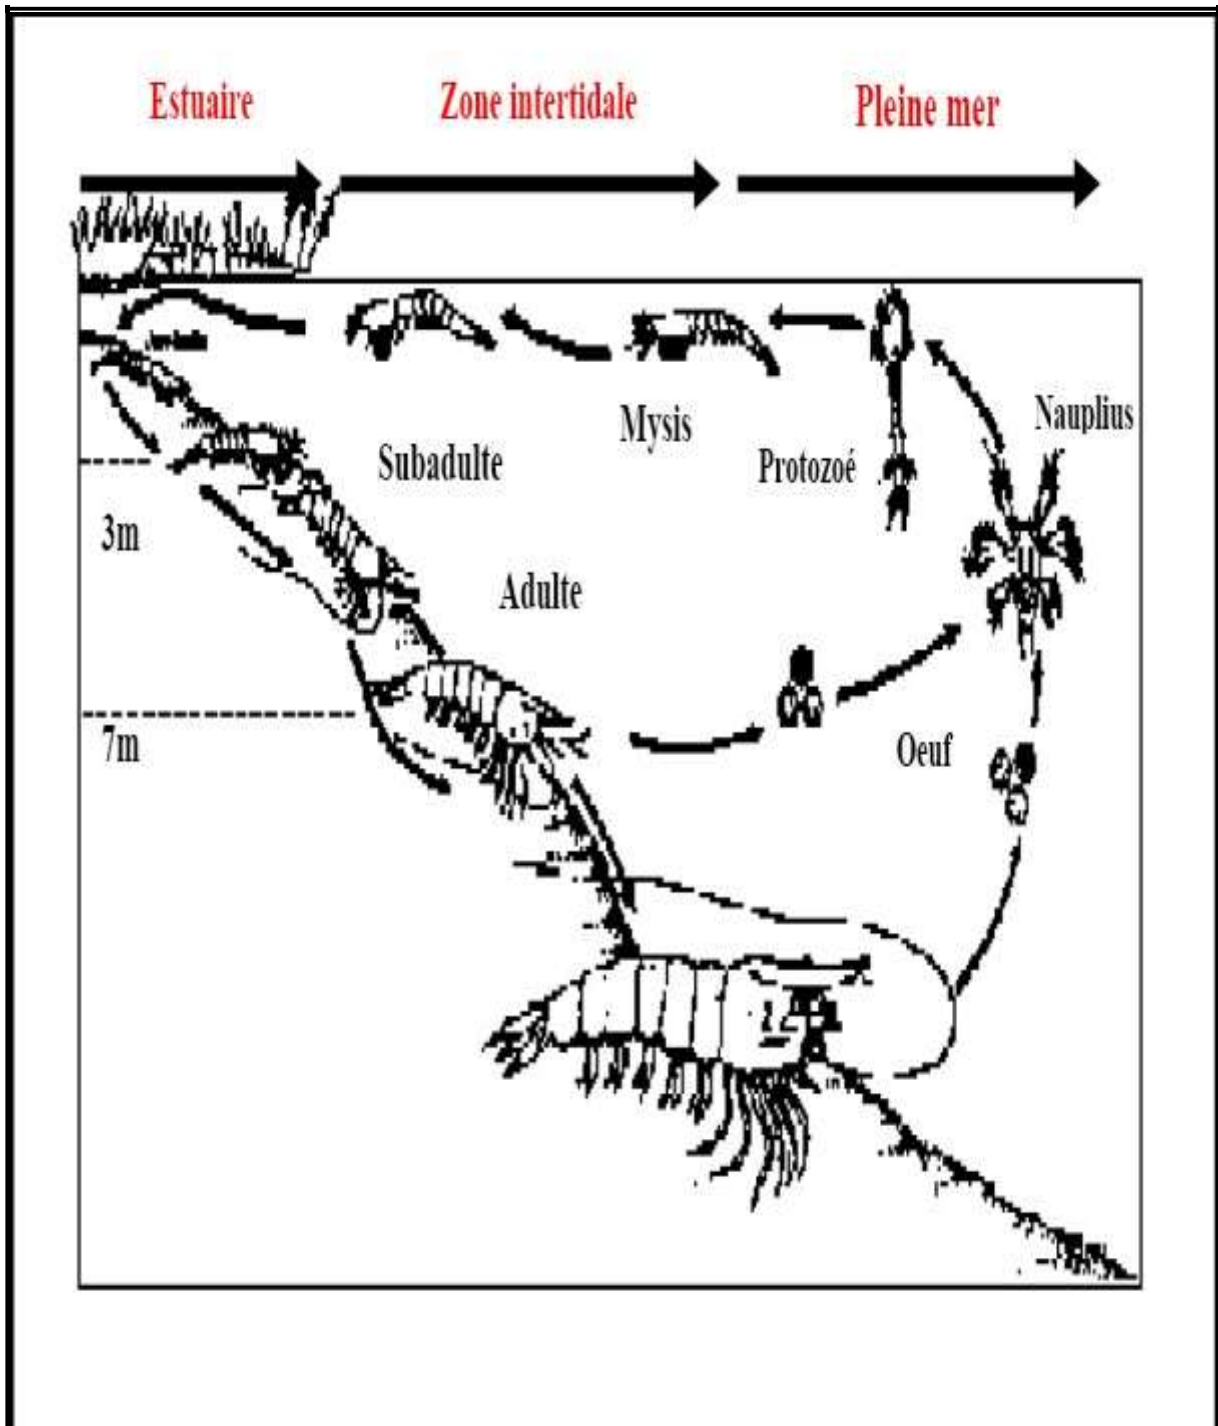 Estuaire
Zone intertidale
Pleine mer
Nauplius
Mysis
Subadulte
Protozoé
3m
Adulte
7m
Oeuf